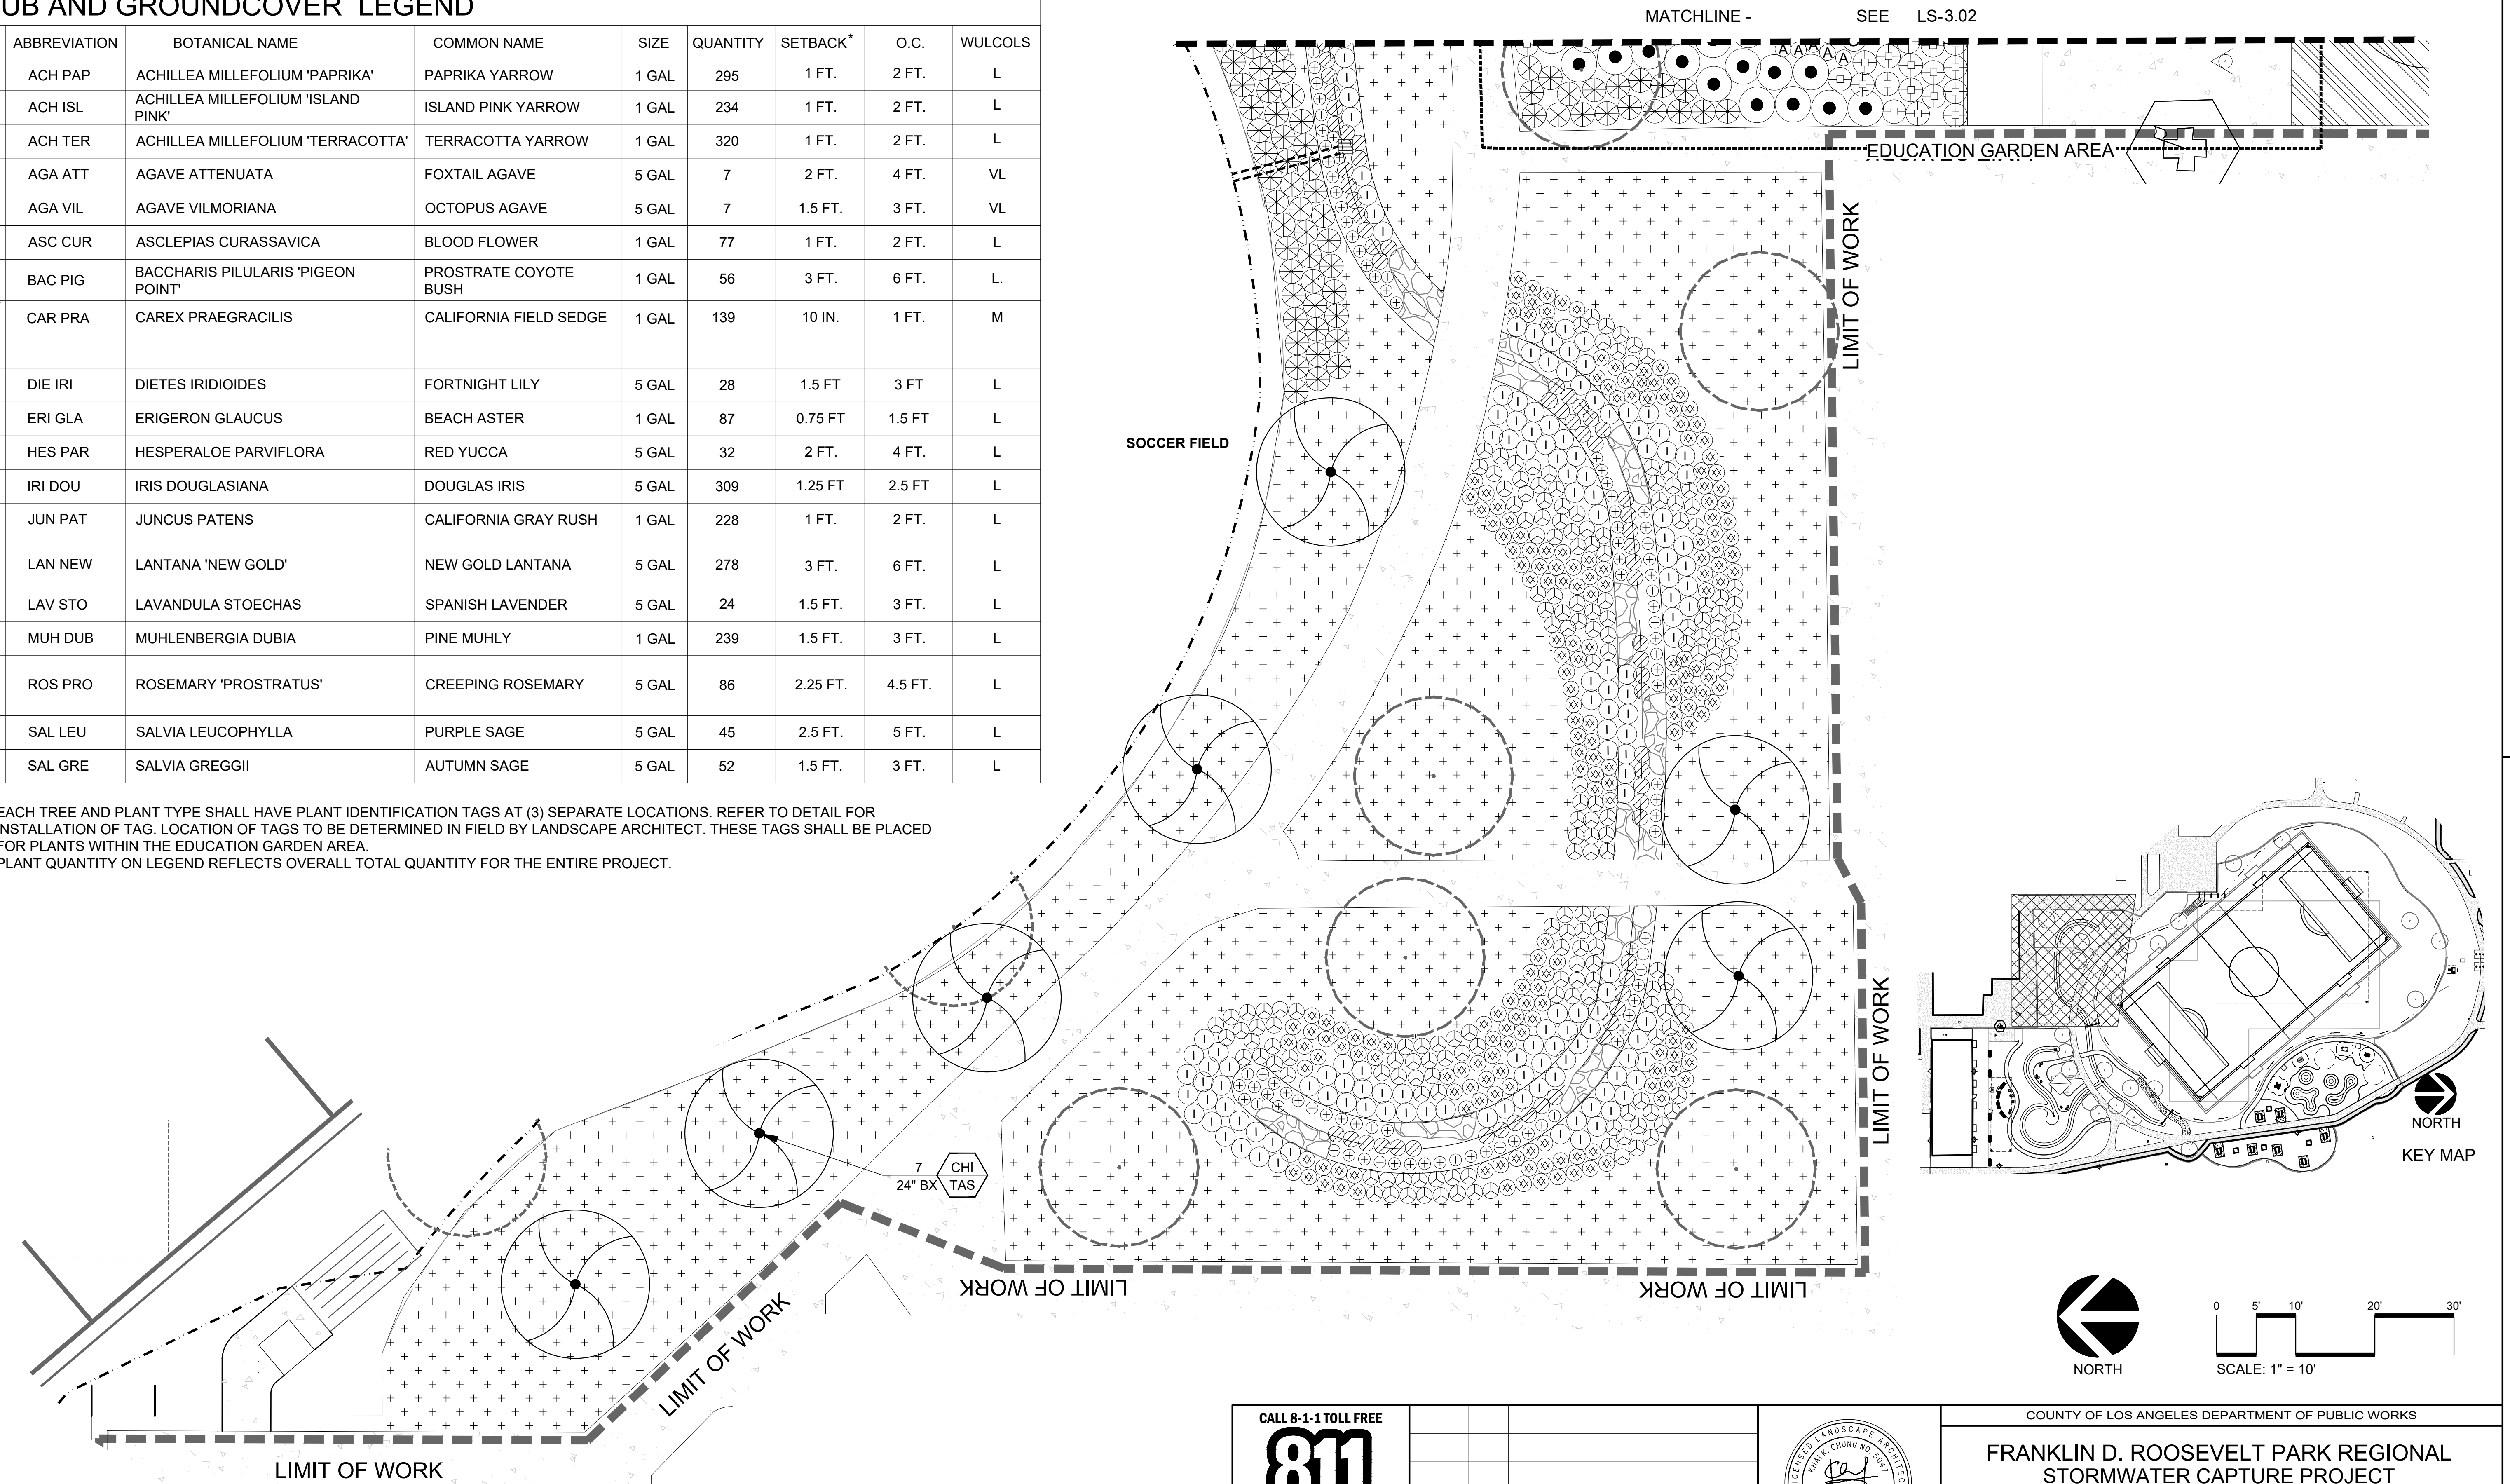 UB AND GROUNDCOVER LEGEND
ABBREVIATION BOTANICAL NAME COMMON NAME SIZE QUANTITY SETBACK* O.C. WULCOLS
ACH PAP ACHILLEA MILLEFOLIUM 'PAPRIKA' PAPRIKA YARROW 1 GAL 295 1 FT. 2 FT. L
ACH ISL ACHILLEA MILLEFOLIUM 'ISLAND
PINK' ISLAND PINK YARROW 1 GAL 234 1 FT. 2 FT. L
ACH TER ACHILLEA MILLEFOLIUM 'TERRACOTTA' TERRACOTTA YARROW 1 GAL 320 1 FT. 2 FT. L
AGA ATT AGAVE ATTENUATA FOXTAIL AGAVE 5 GAL 7 2 FT. 4 FT. VL
AGA VIL AGAVE VILMORIANA OCTOPUS AGAVE 5 GAL 7 1.5 FT. 3 FT. VL
ASC CUR ASCLEPIAS CURASSAVICA BLOOD FLOWER 1 GAL 77 1 FT. 2 FT. L
BAC PIG BACCHARIS PILULARIS 'PIGEON
POINT' PROSTRATE COYOTE
BUSH 1 GAL 56 3 FT. 6 FT. L.
CAR PRA CAREX PRAEGRACILIS CALIFORNIA FIELD SEDGE 1 GAL 139 10 IN. 1 FT. M
DIE IRI DIETES IRIDIOIDES FORTNIGHT LILY 5 GAL 28 1.5 FT 3 FT L
ERI GLA ERIGERON GLAUCUS BEACH ASTER 1 GAL 87 0.75 FT 1.5 FT L
HES PAR HESPERALOE PARVIFLORA RED YUCCA 5 GAL 32 2 FT. 4 FT. L
IRI DOU IRIS DOUGLASIANA DOUGLAS IRIS 5 GAL 309 1.25 FT 2.5 FT L
JUN PAT JUNCUS PATENS CALIFORNIA GRAY RUSH 1 GAL 228 1 FT. 2 FT. L
LAN NEW LANTANA 'NEW GOLD' NEW GOLD LANTANA 5 GAL 278 3 FT. 6 FT. L
LAV STO LAVANDULA STOECHAS SPANISH LAVENDER 5 GAL 24 1.5 FT. 3 FT. L
MUH DUB MUHLENBERGIA DUBIA PINE MUHLY 1 GAL 239 1.5 FT. 3 FT. L
ROS PRO ROSEMARY 'PROSTRATUS' CREEPING ROSEMARY 5 GAL 86 2.25 FT. 4.5 FT. L
SAL LEU SALVIA LEUCOPHYLLA PURPLE SAGE 5 GAL 45 2.5 FT. 5 FT. L
SAL GRE SALVIA GREGGII AUTUMN SAGE 5 GAL 52 1.5 FT. 3 FT. L
EACH TREE AND PLANT TYPE SHALL HAVE PLANT IDENTIFICATION TAGS AT (3) SEPARATE LOCATIONS. REFER TO DETAIL FOR
INSTALLATION OF TAG. LOCATION OF TAGS TO BE DETERMINED IN FIELD BY LANDSCAPE ARCHITECT. THESE TAGS SHALL BE PLACED
FOR PLANTS WITHIN THE EDUCATION GARDEN AREA.
PLANT QUANTITY ON LEGEND REFLECTS OVERALL TOTAL QUANTITY FOR THE ENTIRE PROJECT.
MATCHLINE - SEE LS-3.02
A A A A A
EDUCATION GARDEN AREA
LIMIT OF WORK
SOCCER FIELD
LIMIT OF WORK
7
24" BX
CHI
TAS
LIMIT OF WORK
LIMIT OF WORK
LIMIT OF WORK
LIMIT OF WORK
NORTH
KEY MAP
NORTH
0 5' 10' 20' 30'
SCALE: 1" = 10'
CALL 8-1-1 TOLL FREE
811
LICENSED LANDSCAPE ARCHITEC
KHAI K. CHUNG NO. 5047
COUNTY OF LOS ANGELES DEPARTMENT OF PUBLIC WORKS
FRANKLIN D. ROOSEVELT PARK REGIONAL
STORMWATER CAPTURE PROJECT